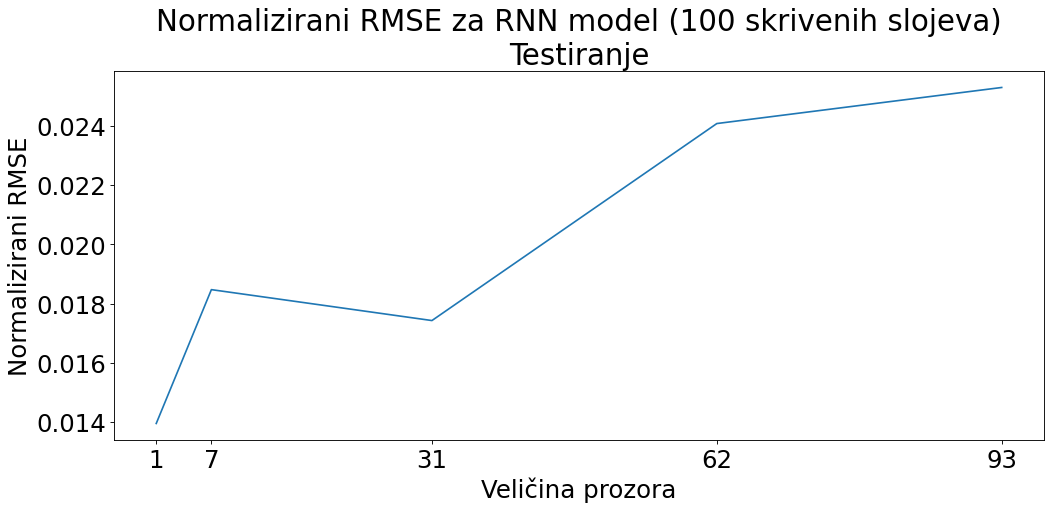 Normalizirani RMSE za RNN model (100 skrivenih slojeva)
Testiranje
Normalizirani RMSE
0.024
0.022
0.020
0.018
0.016
0.014
1 7 31 62 93
Veličina prozora